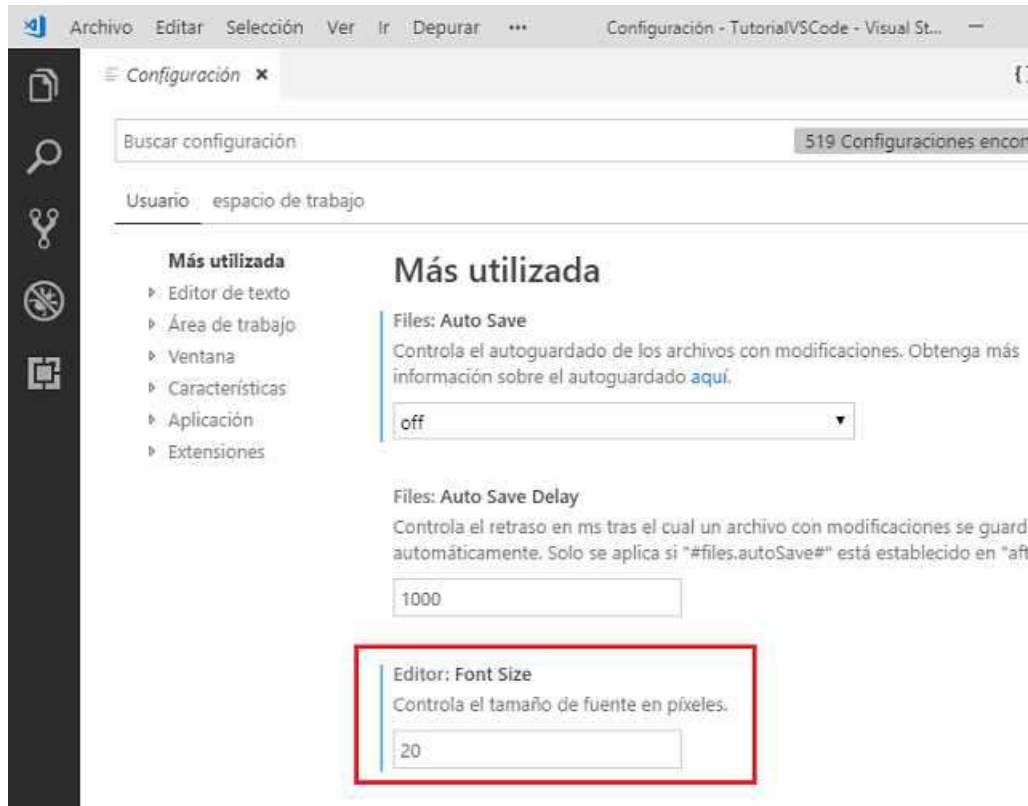 Archivo Editar Selección Ver Ir Depurar ··· Configuración - TutorialVSCode - Visual St...
Configuración
Buscar configuración 519 Configuraciones
Usuario espacio de trabajo
Más utilizada
Editor de texto
Área de trabajo
Ventana
Características
Aplicación
Extensiones
Más utilizada
Files: Auto Save
Controla el autoguardado de los archivos con modificaciones. Obtenga más
información sobre el autoguardado aquí.
off
Files: Auto Save Delay
Controla el retraso en ms tras el cual un archivo con modificaciones se
automáticamente. Solo se aplica si "#files.autoSave#" está establecido en
1000
Editor: Font Size
Controla el tamaño de fuente en píxeles.
20